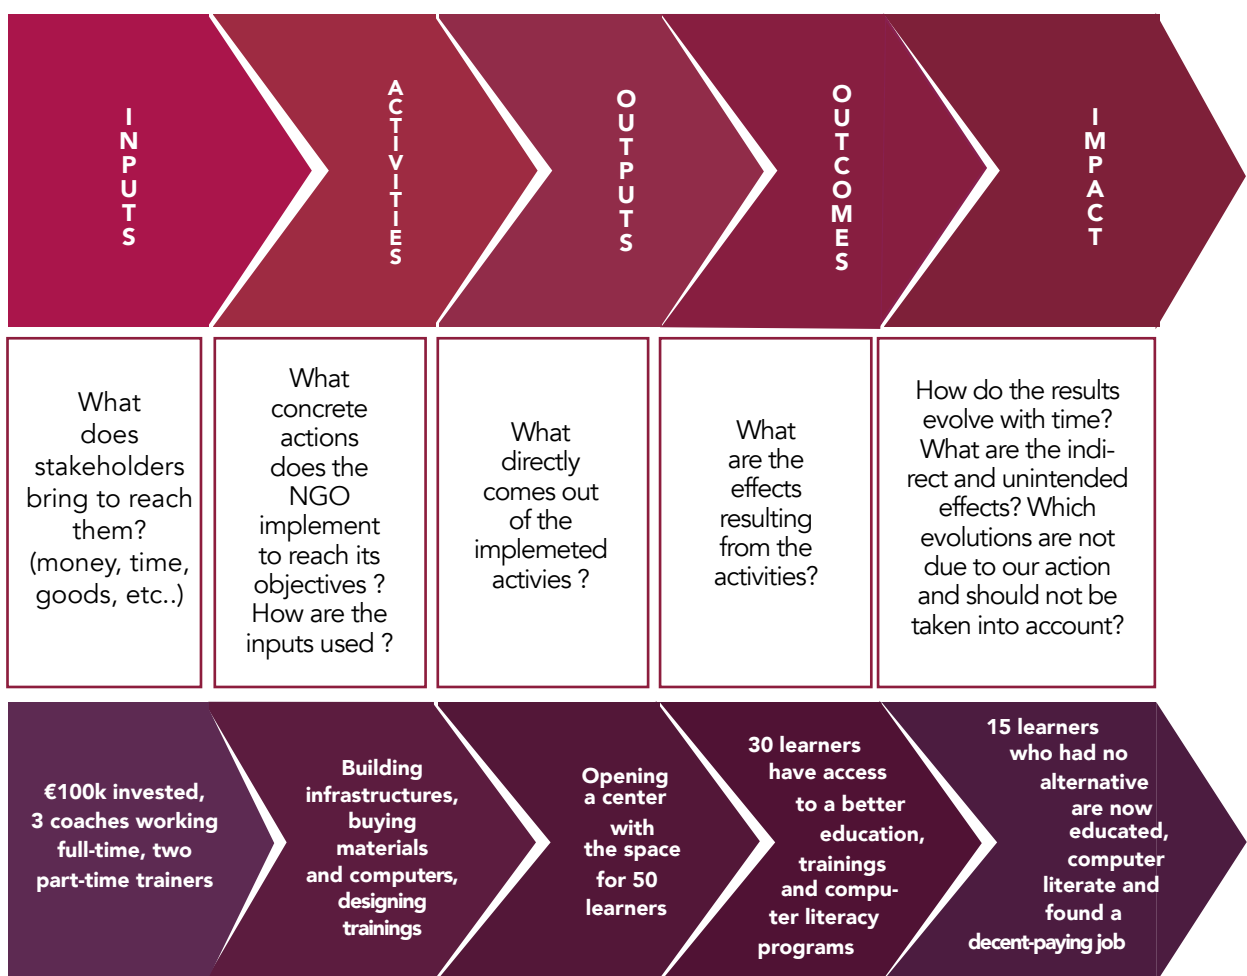 INPUTS
ACTIVITIES
OUTPUTS
OUTCOMES
IMPACT
What
does
stakeholders
bring to reach
them?
(money, time,
goods, etc..)
What
concrete
actions
does the
NGO
implement
to reach its
objectives ?
How are the
inputs used ?
What
directly
comes out
of the
implemeted
activies ?
What
are the
effects
resulting
from the
activities?
How do the results
evolve with time?
What are the indi-
rect and unintended
effects? Which
evolutions are not
due to our action
and should not be
taken into account?
€100k invested,
3 coaches working
full-time, two
part-time trainers
Building
infrastructures,
buying
materials
and computers,
designing
trainings
Opening
a center
with
the space
for 50
learners
30 learners
have access
to a better
education,
trainings
and compu-
ter literacy
programs
15 learners
who had no
alternative
are now
educated,
computer
literate and
found a
decent-paying job